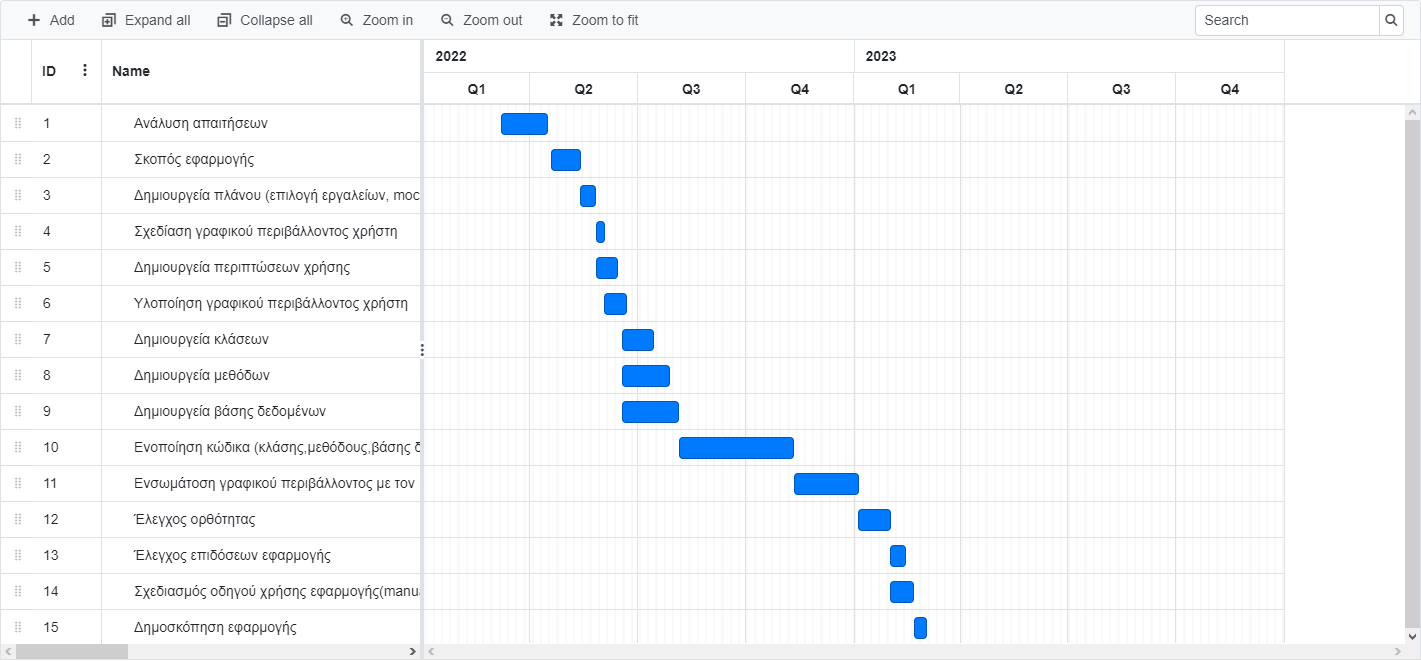 Add Expand all Collapse all Zoom in Zoom out Zoom to fit Search
2022 2023
ID Name
Q1 Q2 Q3 Q4 Q1 Q2 Q3 Q4
1 Ανάλυση απαιτήσεων
2 Σκοπός εφαρμογής
3 Δημιουργεία πλάνου (επιλογή εργαλείων, moc
4 Σχεδίαση γραφικού περιβάλλοντος χρήστη
5 Δημιουργεία περιπτώσεων χρήσης
6 Υλοποίηση γραφικού περιβάλλοντος χρήστη
7 Δημιουργεία κλάσεων
8 Δημιουργεία μεθόδων
9 Δημιουργεία βάσης δεδομένων
10 Ενοποίηση κώδικα (κλάσης,μεθόδους,βάσης δ
11 Ενσωμάτοση γραφικού περιβάλλοντος με τον
12 Έλεγχος ορθότητας
13 Έλεγχος επιδόσεων εφαρμογής
14 Σχεδιασμός οδηγού χρήσης εφαρμογής(manu
15 Δημοσκόπηση εφαρμογής